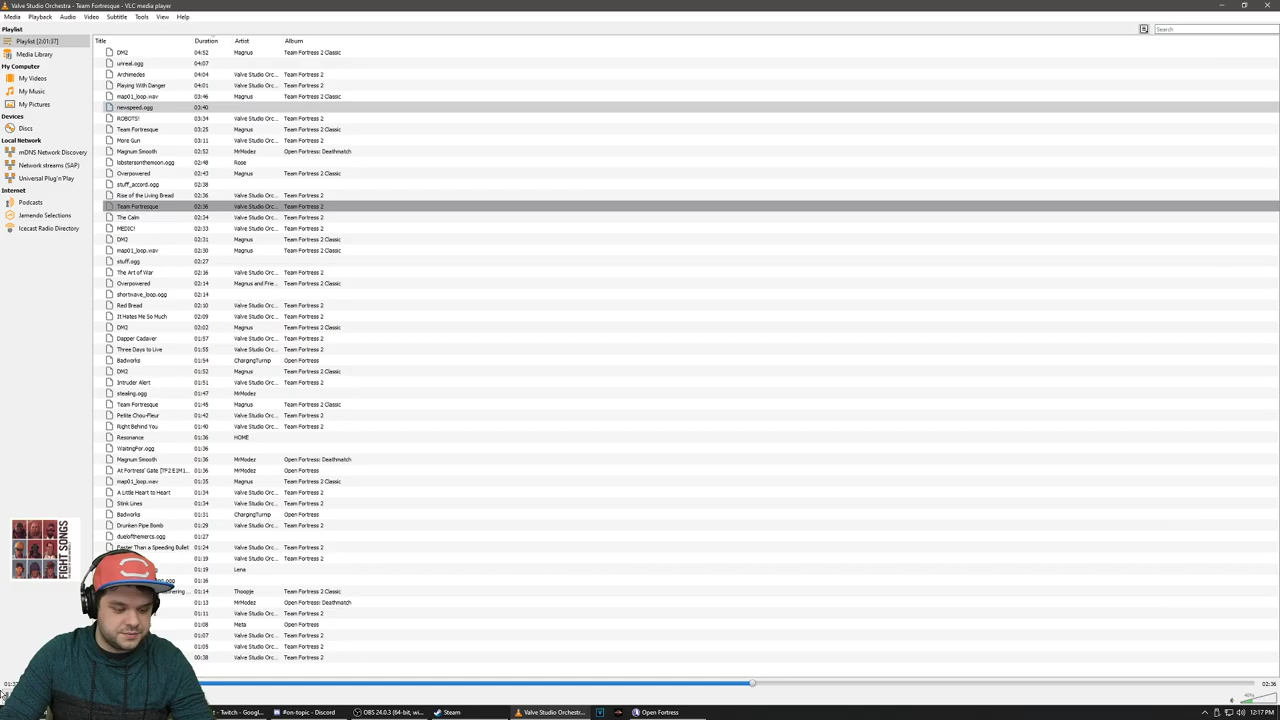 Valve Studio Orchestra - Team Fortresque - VLC media player
Media Playback Audio Video Subtitle Tools View Help
Playlist
Search
Playlist [2:01:37]
Media Library
My Computer
My Videos
My Music
My Pictures
Devices
Discs
Local Network
mDNS Network Discovery
Network streams (SAP)
Universal Plug'n'Play
Internet
Podcasts
Jamendo Selections
Icecast Radio Directory
Title Duration Artist Album
DM2 04:52 Magnus Team Fortress 2 Classic
unreal.ogg 04:07
Archimedes 04:04 Valve Studio Orc... Team Fortress 2
Playing With Danger 04:01 Valve Studio Orc... Team Fortress 2
map01_loop.wav 03:46 Magnus Team Fortress 2 Classic
newspeed.ogg 03:40
ROBOTS! 03:34 Valve Studio Orc... Team Fortress 2
Team Fortresque 03:25 Magnus Team Fortress 2 Classic
More Gun 03:11 Valve Studio Orc... Team Fortress 2
Magnum Smooth 02:52 MrModez Open Fortress: Deathmatch
lobstersonthemoon.ogg 02:48 Rose
Overpowered 02:43 Magnus Team Fortress 2 Classic
stuff_accord.ogg 02:38
Rise of the Living Bread 02:36 Valve Studio Orc... Team Fortress 2
Team Fortresque 02:36 Valve Studio Orc... Team Fortress 2
The Calm 02:34 Valve Studio Orc... Team Fortress 2
MEDIC! 02:33 Valve Studio Orc... Team Fortress 2
DM2 02:31 Magnus Team Fortress 2 Classic
map01_loop.wav 02:30 Magnus Team Fortress 2 Classic
stuff.ogg 02:27
The Art of War 02:16 Valve Studio Orc... Team Fortress 2
Overpowered 02:14 Magnus and Frie... Team Fortress 2 Classic
shortwave_loop.ogg 02:14
Red Bread 02:10 Valve Studio Orc... Team Fortress 2
It Hates Me So Much 02:09 Valve Studio Orc... Team Fortress 2
DM2 02:02 Magnus Team Fortress 2 Classic
Dapper Cadaver 01:57 Valve Studio Orc... Team Fortress 2
Three Days to Live 01:55 Valve Studio Orc... Team Fortress 2
Badworks 01:54 ChargingTurnip Open Fortress
DM2 01:52 Magnus Team Fortress 2 Classic
Intruder Alert 01:51 Valve Studio Orc... Team Fortress 2
stealing.ogg 01:47 MrModez
Team Fortresque 01:45 Magnus Team Fortress 2 Classic
Petite Chou-Fleur 01:42 Valve Studio Orc... Team Fortress 2
Right Behind You 01:40 Valve Studio Orc... Team Fortress 2
Resonance 01:36 HOME
WaitingFor.ogg 01:36
Magnum Smooth 01:36 MrModez Open Fortress: Deathmatch
At Fortress' Gate [TF2 E1M1... 01:36 MrModez Open Fortress
map01_loop.wav 01:35 Magnus Team Fortress 2 Classic
A Little Heart to Heart 01:34 Valve Studio Orc... Team Fortress 2
Stink Lines 01:34 Valve Studio Orc... Team Fortress 2
Badworks 01:31 ChargingTurnip Open Fortress
Drunken Pipe Bomb 01:29 Valve Studio Orc... Team Fortress 2
duelofthemercs.ogg 01:27
Faster Than a Speeding Bullet 01:24 Valve Studio Orc... Team Fortress 2
01:19 Valve Studio Orc... Team Fortress 2
01:19 Lena
.ogg 01:16
01:14 Thoopje Team Fortress 2 Classic
01:13 MrModez Open Fortress: Deathmatch
01:11 Valve Studio Orc... Team Fortress 2
01:08 Meta Open Fortress
01:07 Valve Studio Orc... Team Fortress 2
01:05 Valve Studio Orc... Team Fortress 2
00:38 Valve Studio Orc... Team Fortress 2
FIGHT SONGS
02:36
- Twitch - Googl... #on-topic - Discord OBS 24.0.3 (64-bit, wi... Steam Valve Studio Orchestr... Open Fortress 12:17 PM